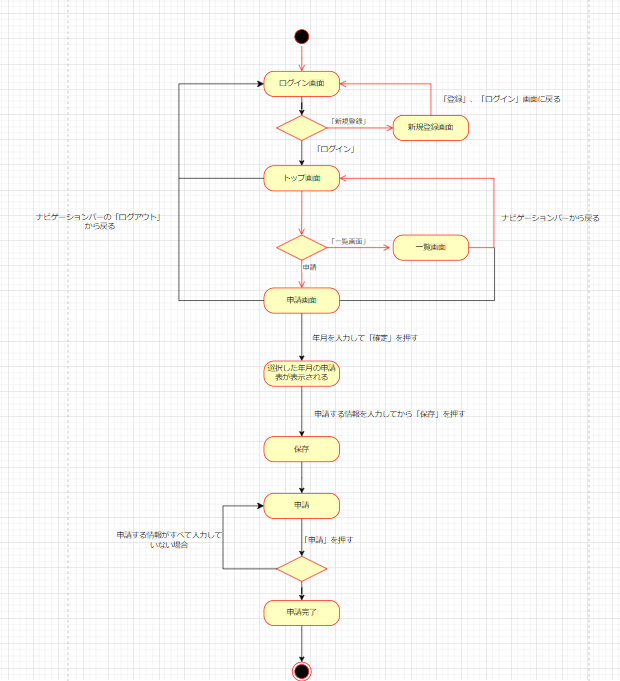 ログイン画面
「登録」、「ログイン」画面に戻る
「新規登録」
新規登録画面
「ログイン」
トップ画面
ナビゲーションバーの「ログアウト」
から戻る
ナビゲーションバーから戻る
「一覧画面」
一覧画面
申請
申請画面
年月を入力して「確定」を押す
選択した年月の申請
表が表示される
申請する情報を入力してから「保存」を押す
保存
申請
申請する情報がすべて入力して
いない場合
「申請」を押す
申請完了